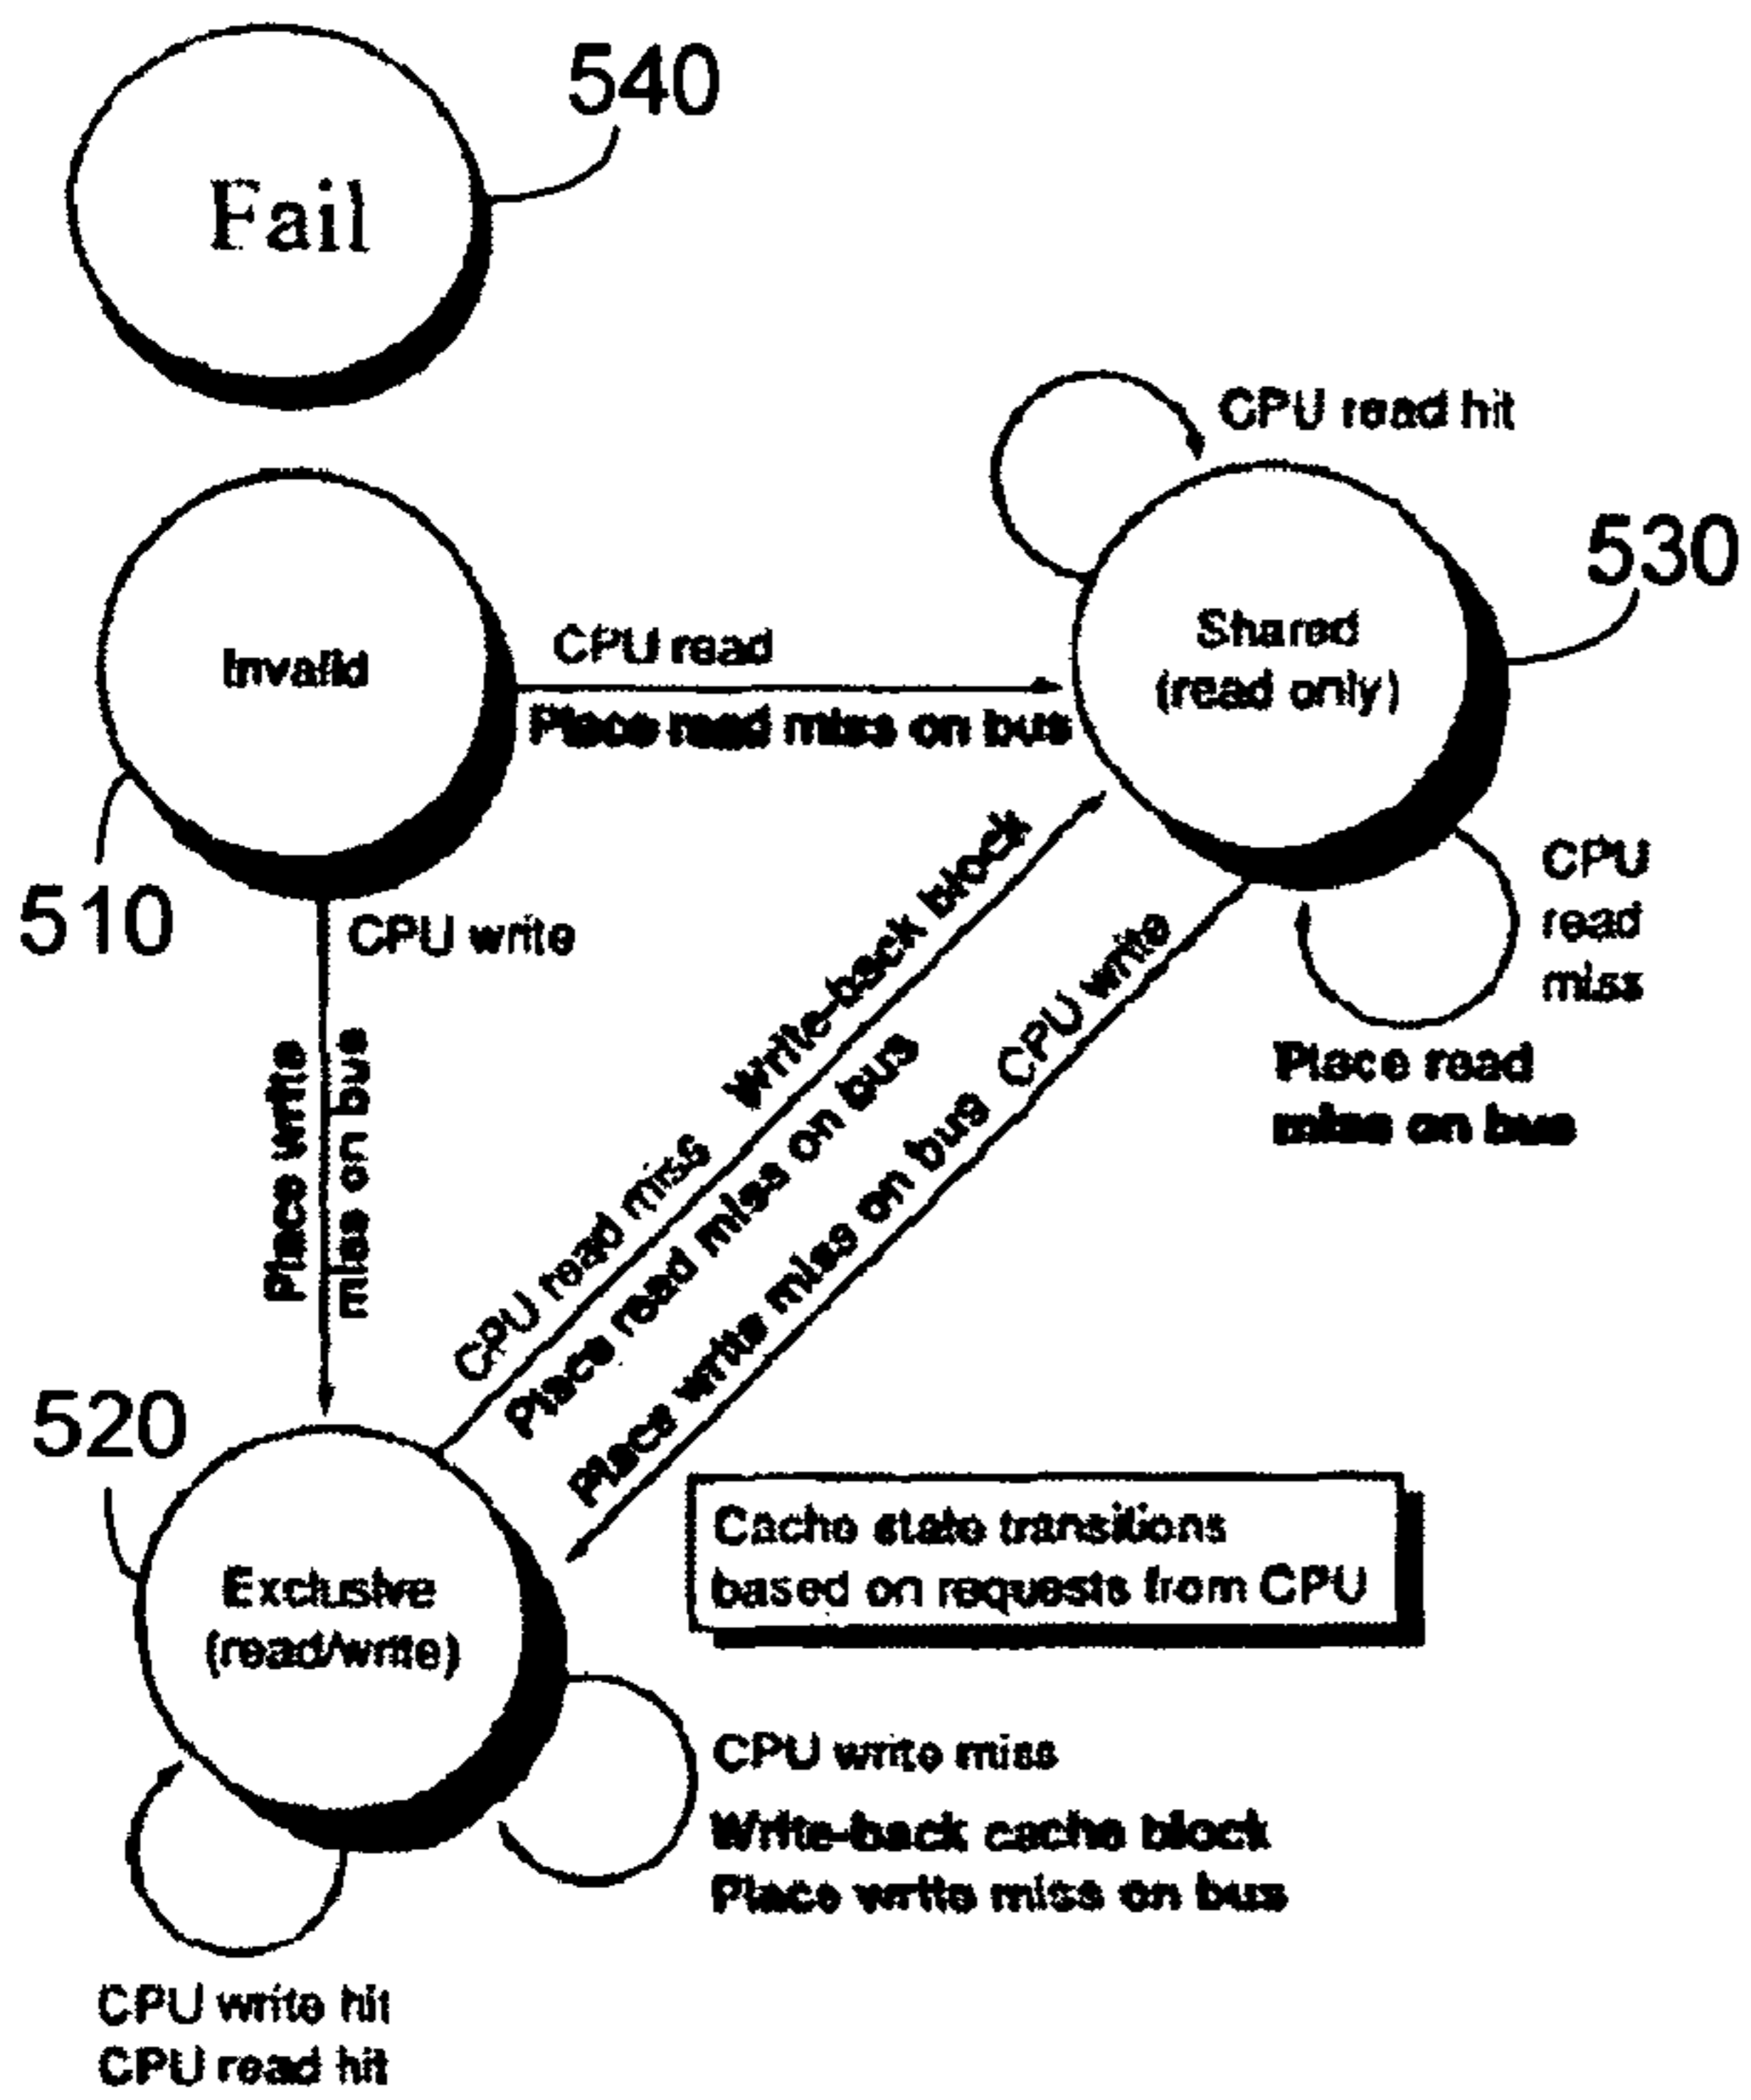 540
Fail
CPU read hit
530
Invalid
CPU read
Place read miss on bus
Shared
(read only)
510
CPU write
Place write
miss on bus
CPU
read
miss
Place read
miss on bus
CPU read miss Write-back block
Place read miss on bus
Place write miss on bus CPU write
520
Exclusive
(read/write)
Cache state transitions
based on requests from CPU
CPU write miss
Write-back cache block
Place write miss on bus
CPU write hit
CPU read hit